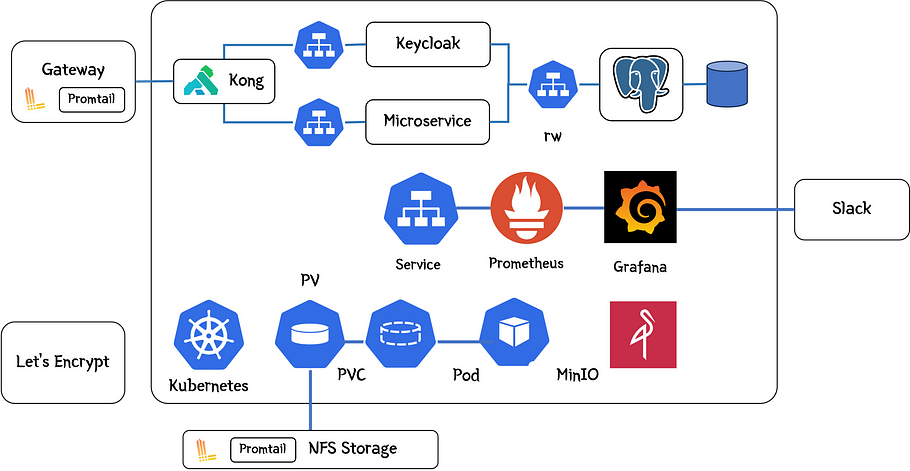 Gateway
Promtail
Kong
Keycloak
Microservice
rw
Service
Prometheus
Grafana
Slack
PV
Let's Encrypt
Kubernetes
PVC
Pod
MinIO
Promtail
NFS Storage